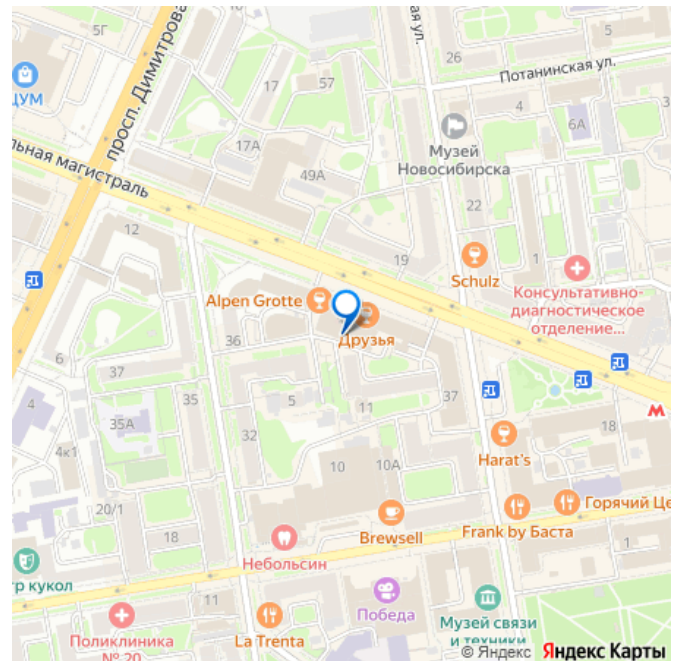 5Г
ая ул.
26
5
Потанинская ул.
просп. Димитрова
ЦУМ
17
57
4
6А
3
Музей
Новосибирска
17А
49А
льная магистраль
22
12
19
1
Schulz
Консультативно-
диагностическое
отделение...
Alpen Grotte
Друзья
36
6
37
4
35
5
11
37
35А
32
4к1
18
Harat's
10
10А
20/1
Горячий Це
Brewsell
Frank by Баста
18
Небольсин
1
тр кукол
11
Победа
Музей связи
и техники
Поликлиника
№ 20
La Trenta
© Яндекс Яндекс Карты